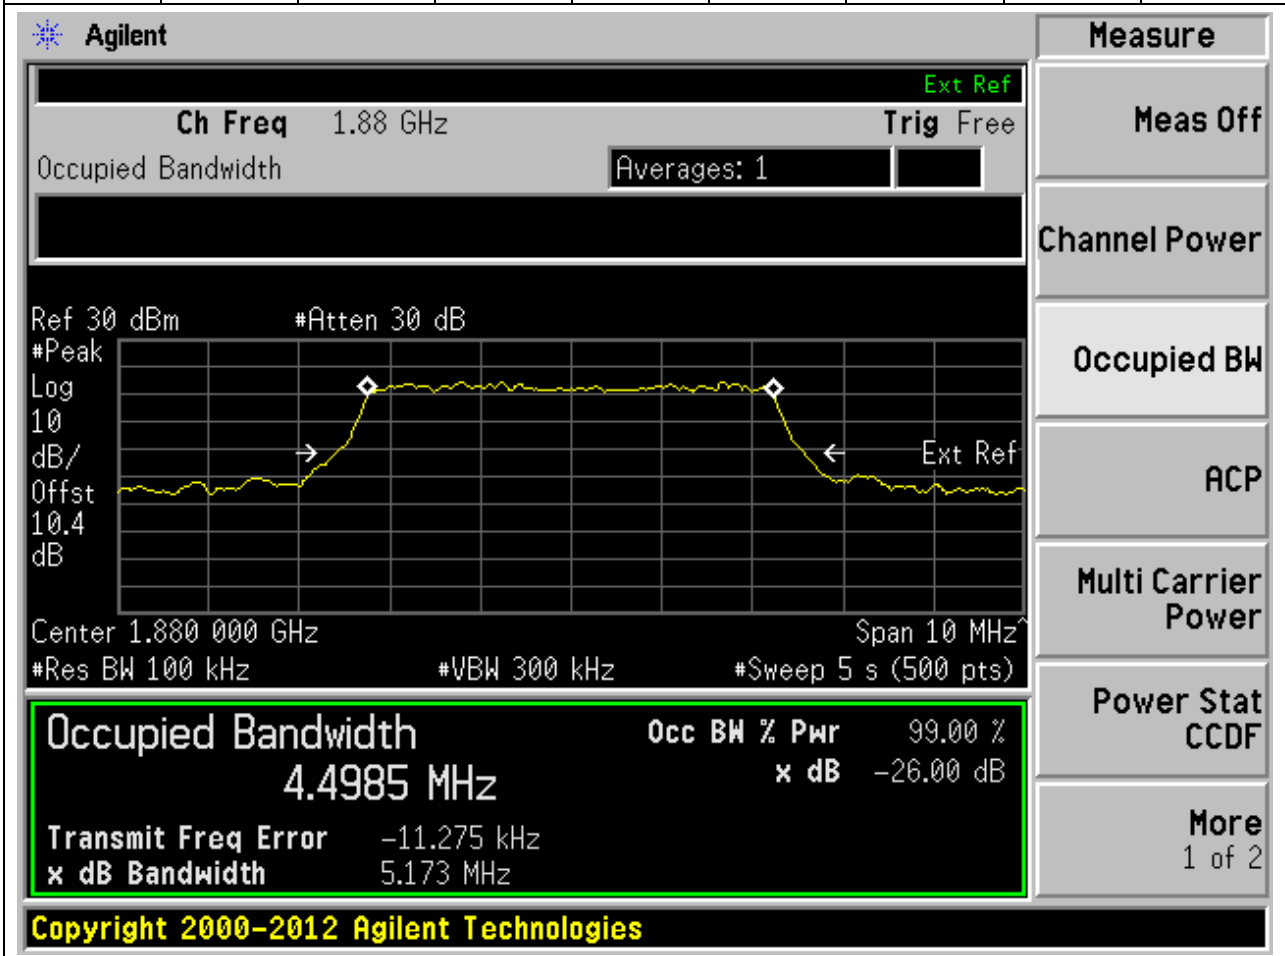 Agilent
Measure
Ext Ref
Ch Freq 1.88 GHz Trig Free
Meas Off
Occupied Bandwidth Averages: 1
Channel Power
Ref 30 dBm #Atten 30 dB
#Peak
Log
10
dB/
Offst
10.4
dB
Ext Ref
Occupied BW
ACP
Multi Carrier
Power
Center 1.880 000 GHz Span 10 MHz^
#Res BW 100 kHz #VBW 300 kHz #Sweep 5 s (500 pts)
Power Stat
CCDF
Occupied Bandwidth Occ BW % Pwr 99.00 %
4.4985 MHz x dB -26.00 dB
Transmit Freq Error -11.275 kHz
x dB Bandwidth 5.173 MHz
More
1 of 2
Copyright 2000-2012 Agilent Technologies